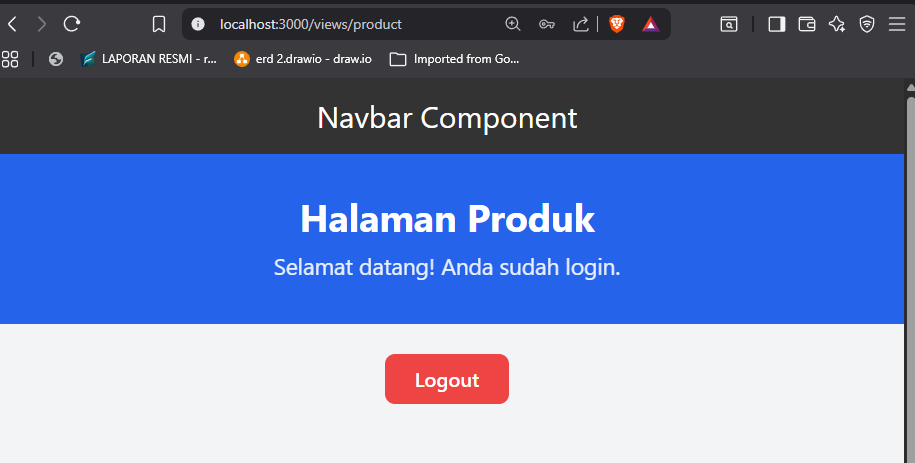 localhost:3000/views/product
LAPORAN RESMI - r...
erd 2.drawio - draw.io
Imported from Go...
Navbar Component
Halaman Produk
Selamat datang! Anda sudah login.
Logout